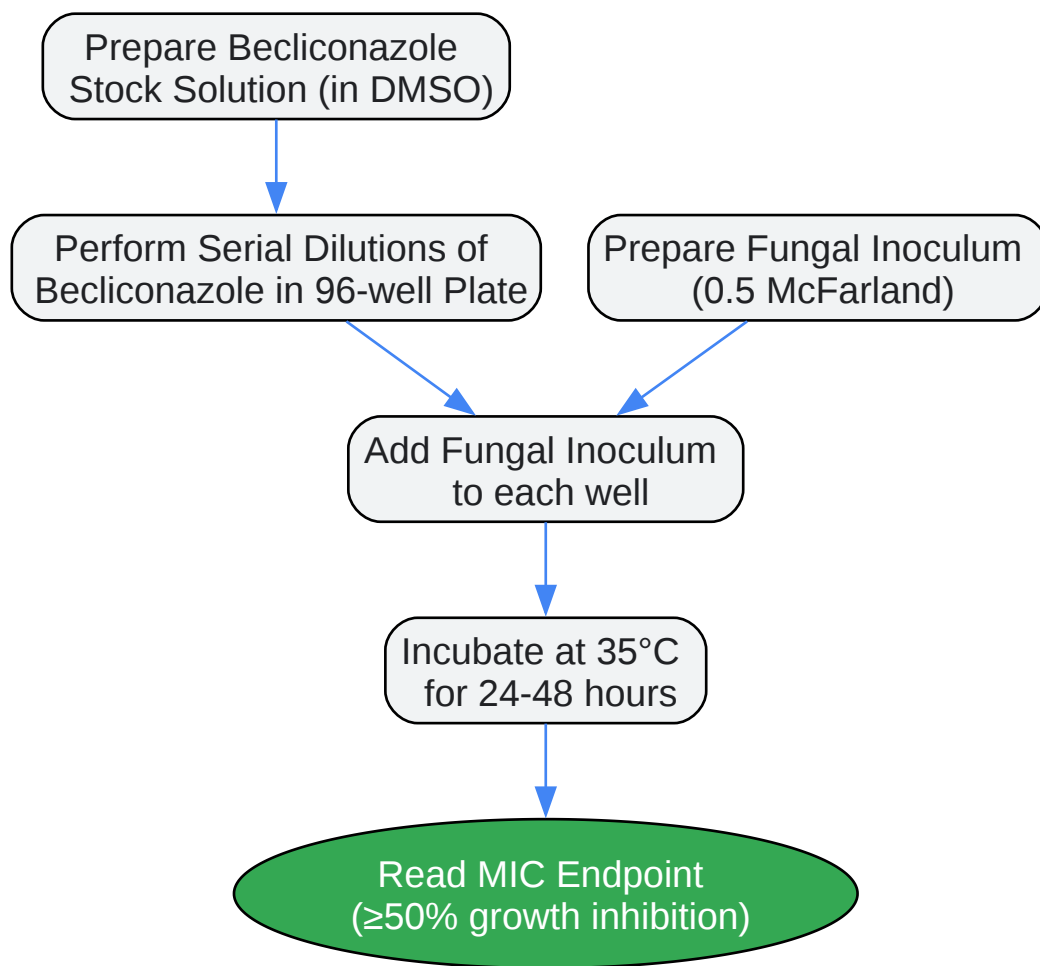 Prepare Becliconazole
Stock Solution (in DMSO)
Perform Serial Dilutions of
Becliconazole in 96-well Plate
Prepare Fungal Inoculum
(0.5 McFarland)
Add Fungal Inoculum
to each well
Incubate at 35°C
for 24-48 hours
Read MIC Endpoint
(≥50% growth inhibition)